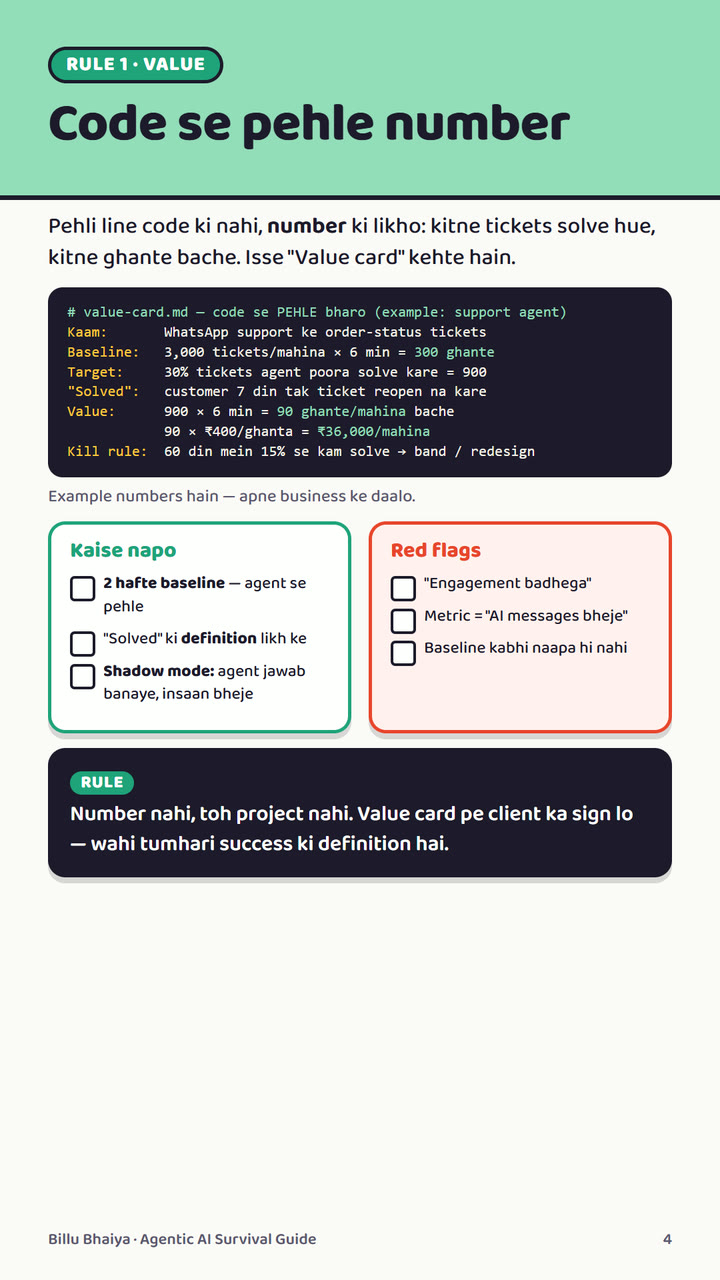 RULE 1 · VALUE
Code se pehle number
Pehli line code ki nahi, number ki likho: kitne tickets solve hue,
kitne ghante bache. Isse "Value card" kehte hain.
# value-card.md — code se PEHLE bharo (example: support agent)
Kaam: WhatsApp support ke order-status tickets
Baseline: 3,000 tickets/mahina × 6 min = 300 ghante
Target: 30% tickets agent poora solve kare = 900
"Solved": customer 7 din tak ticket reopen na kare
Value: 900 × 6 min = 90 ghante/mahina bache
90 × ₹400/ghanta = ₹36,000/mahina
Kill rule: 60 din mein 15% se kam solve → band / redesign
Example numbers hain — apne business ke daalo.
Kaise napo
2 hafte baseline — agent se
pehle
"Solved" ki definition likh ke
Shadow mode: agent jawab
banaye, insaan bheje
Red flags
"Engagement badhega"
Metric = "AI messages bheje"
Baseline kabhi naapa hi nahi
RULE
Number nahi, toh project nahi. Value card pe client ka sign lo
— wahi tumhari success ki definition hai.
Billu Bhaiya · Agentic AI Survival Guide
4